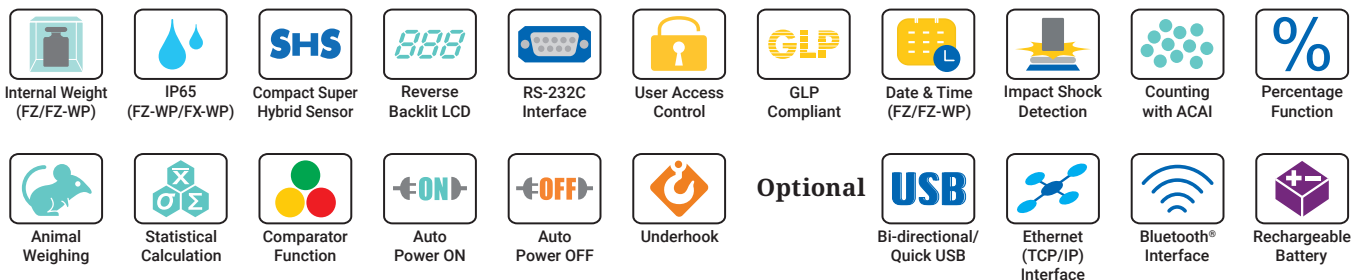 SHS
888
GLP
%
Internal Weight
(FZ/FZ-WP)
IP65
(FZ-WP/FX-WP)
Compact Super
Hybrid Sensor
Reverse
Backlit LCD
RS-232C
Interface
User Access
Control
GLP
Compliant
Date & Time
(FZ/FZ-WP)
Impact Shock
Detection
Counting
with ACAI
Percentage
Function
X̄
σ Σ
ON
OFF
Optional
USB
Animal
Weighing
Statistical
Calculation
Comparator
Function
Auto
Power ON
Auto
Power OFF
Underhook
Bi-directional/
Quick USB
Ethernet
(TCP/IP)
Interface
Bluetooth®
Interface
Rechargeable
Battery